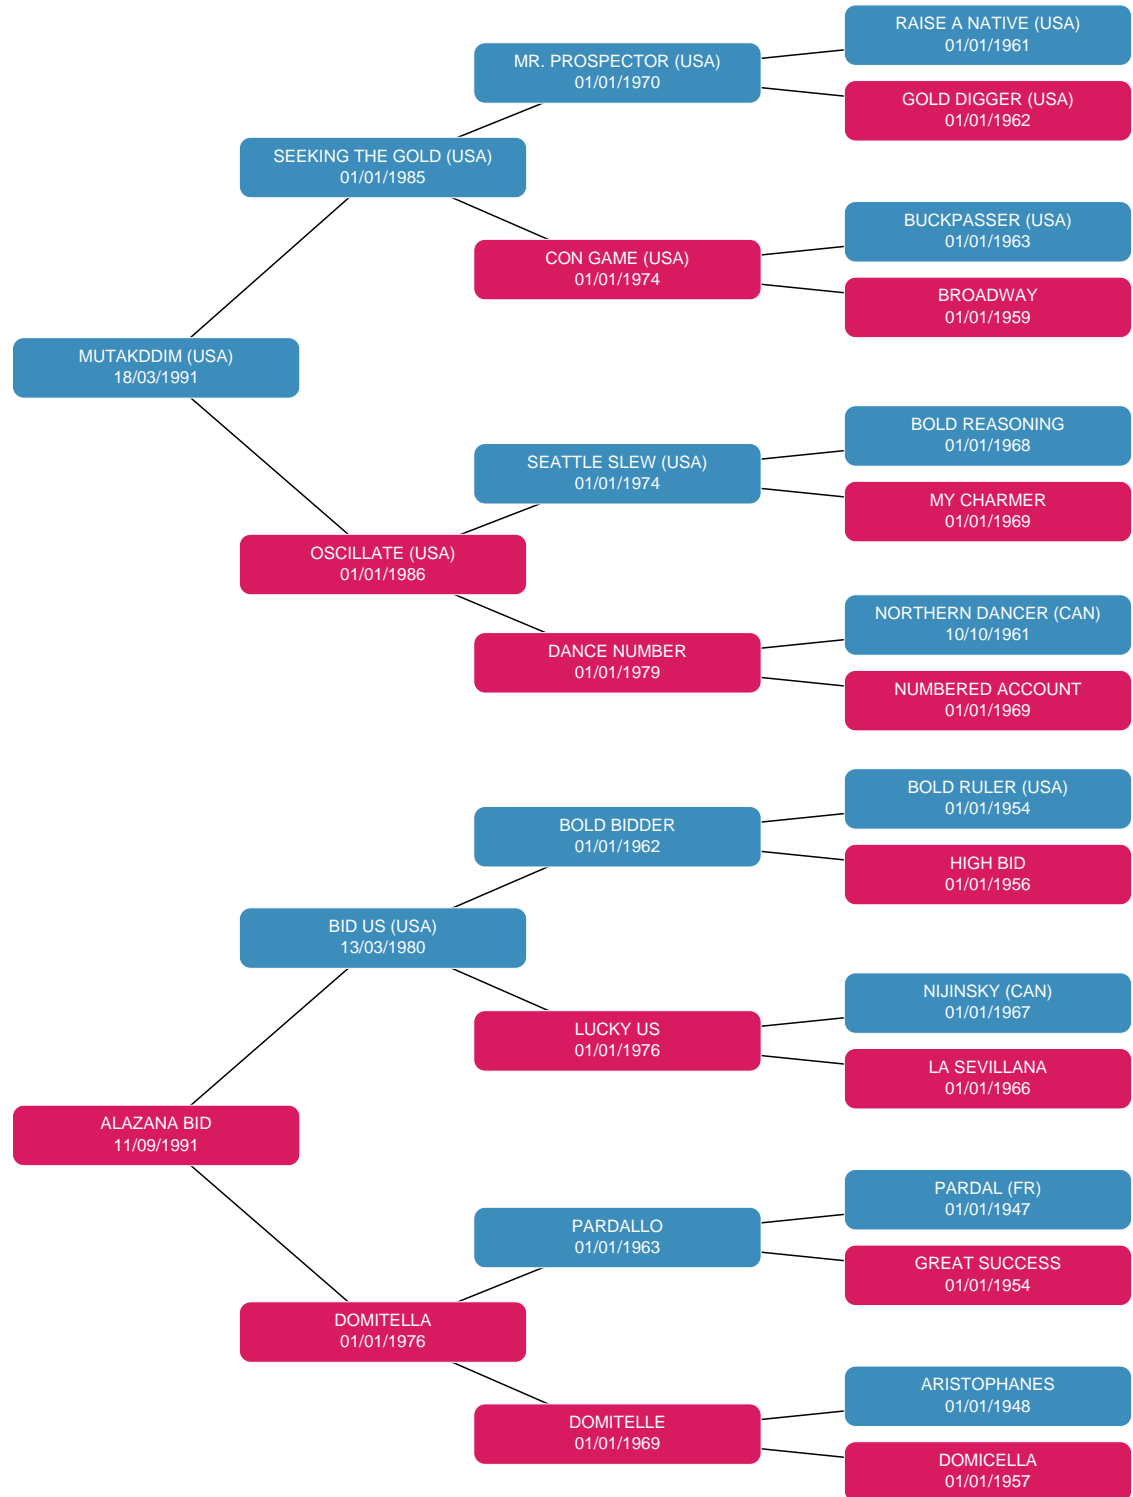 RAISE A NATIVE (USA)
01/01/1961
MR. PROSPECTOR (USA)
01/01/1970
GOLD DIGGER (USA)
01/01/1962
SEEKING THE GOLD (USA)
01/01/1985
BUCKPASSER (USA)
01/01/1963
CON GAME (USA)
01/01/1974
BROADWAY
01/01/1959
MUTAKDDIM (USA)
18/03/1991
BOLD REASONING
01/01/1968
SEATTLE SLEW (USA)
01/01/1974
MY CHARMER
01/01/1969
OSCILLATE (USA)
01/01/1986
NORTHERN DANCER (CAN)
10/10/1961
DANCE NUMBER
01/01/1979
NUMBERED ACCOUNT
01/01/1969
BOLD RULER (USA)
01/01/1954
BOLD BIDDER
01/01/1962
HIGH BID
01/01/1956
BID US (USA)
13/03/1980
NIJINSKY (CAN)
01/01/1967
LUCKY US
01/01/1976
LA SEVILLANA
01/01/1966
ALAZANA BID
11/09/1991
PARDAL (FR)
01/01/1947
PARDALLO
01/01/1963
GREAT SUCCESS
01/01/1954
DOMITELLA
01/01/1976
ARISTOPHANES
01/01/1948
DOMITELLE
01/01/1969
DOMICELLA
01/01/1957